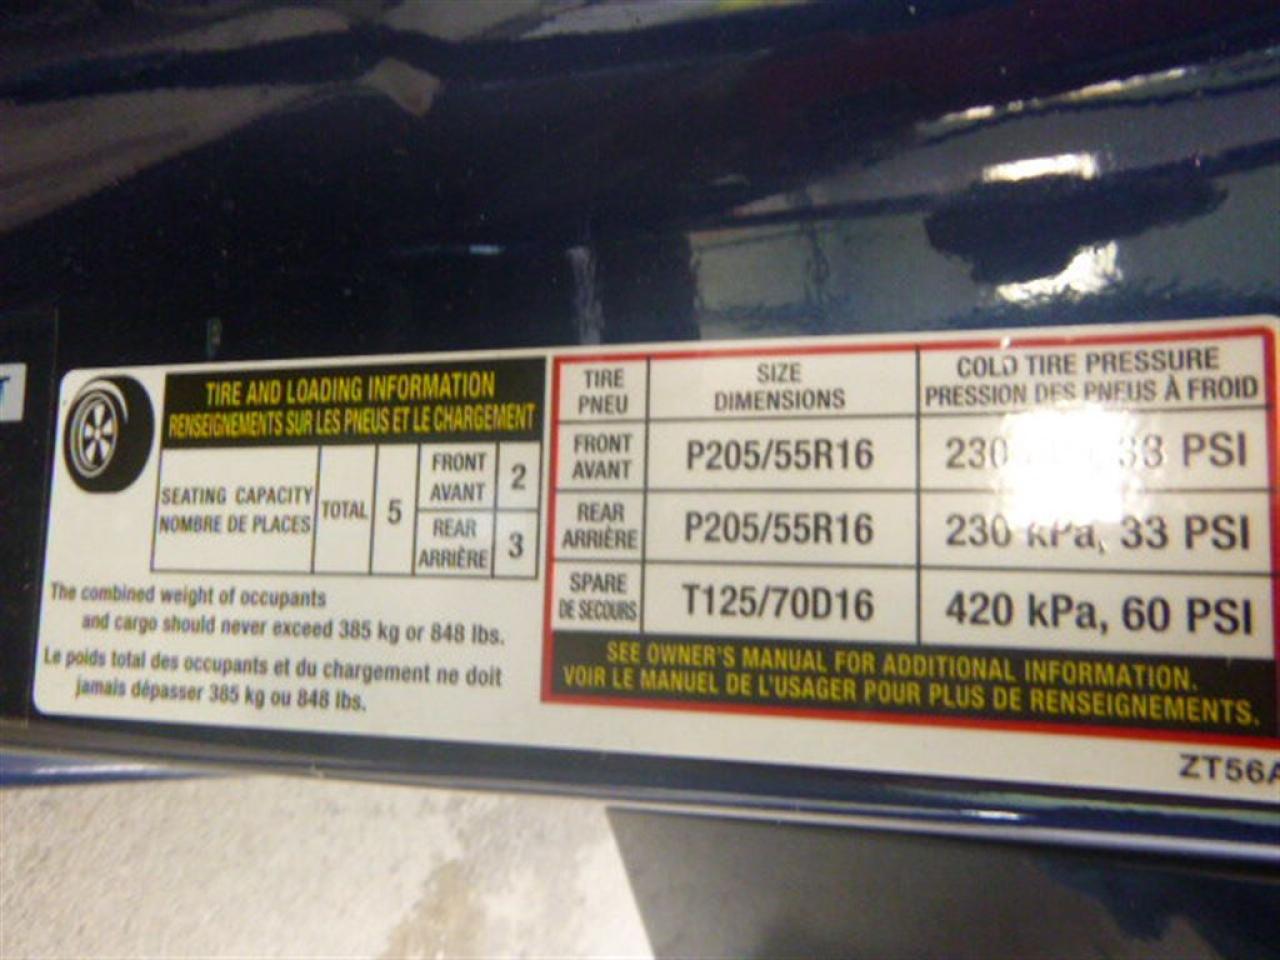 TIRE AND LOADING INFORMATION
RENSEIGNEMENTS SUR LES PNEUS ET LE CHARGEMENT
SEATING CAPACITY
NOMBRE DE PLACES
TOTAL
5
FRONT
AVANT
2
REAR
ARRIÈRE
3
The combined weight of occupants
and cargo should never exceed 385 kg or 848 lbs.
Le poids total des occupants et du chargement ne doit
jamais dépasser 385 kg ou 848 lbs.
TIRE
PNEU
SIZE
DIMENSIONS
COLD TIRE PRESSURE
PRESSION DES PNEUS À FROID
FRONT
AVANT
P205/55R16
230 33 PSI
REAR
ARRIÈRE
P205/55R16
230 kPa, 33 PSI
SPARE
DE SECOURS
T125/70D16
420 kPa, 60 PSI
SEE OWNER'S MANUAL FOR ADDITIONAL INFORMATION.
VOIR LE MANUEL DE L'USAGER POUR PLUS DE RENSEIGNEMENTS.
ZT56A